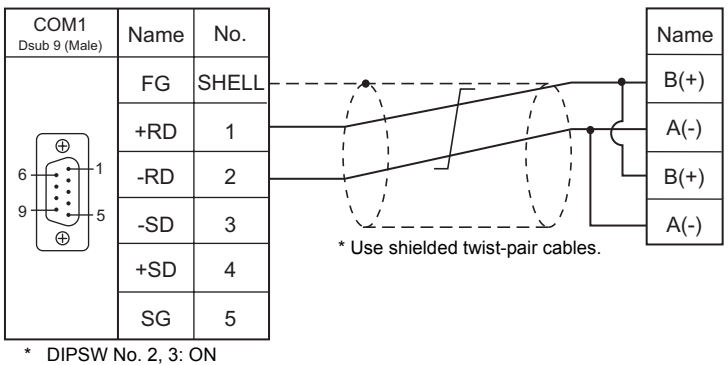 COM1
Dsub 9 (Male)
Name No.
Name
FG SHELL
B(+)
+RD 1
A(-)
6 1
-RD 2
B(+)
9 5
-SD 3
A(-)
* Use shielded twist-pair cables.
+SD 4
SG 5
* DIPSW No. 2, 3: ON